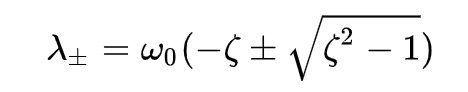 λ± = ω₀(−ζ ± √(ζ² − 1))